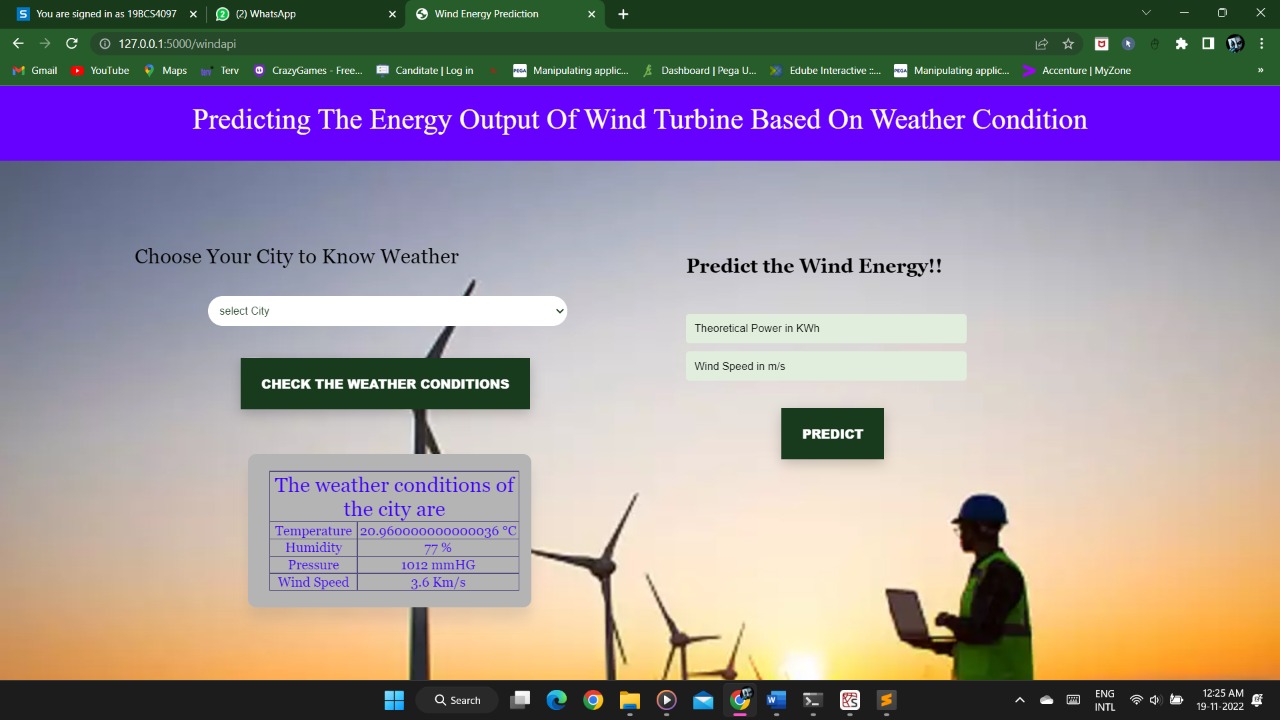 You are signed in as 19BCS4097
(2) WhatsApp
Wind Energy Prediction
127.0.0.1:5000/windapi
Gmail
YouTube
Maps
Terv
CrazyGames - Free...
Canditate | Log in
PEGA
Manipulating applic...
Dashboard | Pega U...
Edube Interactive ::...
PEGA
Manipulating applic...
Accenture | MyZone
»
Predicting The Energy Output Of Wind Turbine Based On Weather Condition
Choose Your City to Know Weather
select City
CHECK THE WEATHER CONDITIONS
The weather conditions of
the city are
Temperature 20.960000000000036 °C
Humidity 77 %
Pressure 1012 mmHG
Wind Speed 3.6 Km/s
Predict the Wind Energy!!
Theoretical Power in KWh
Wind Speed in m/s
PREDICT
Search
ENG
INTL
12:25 AM
19-11-2022